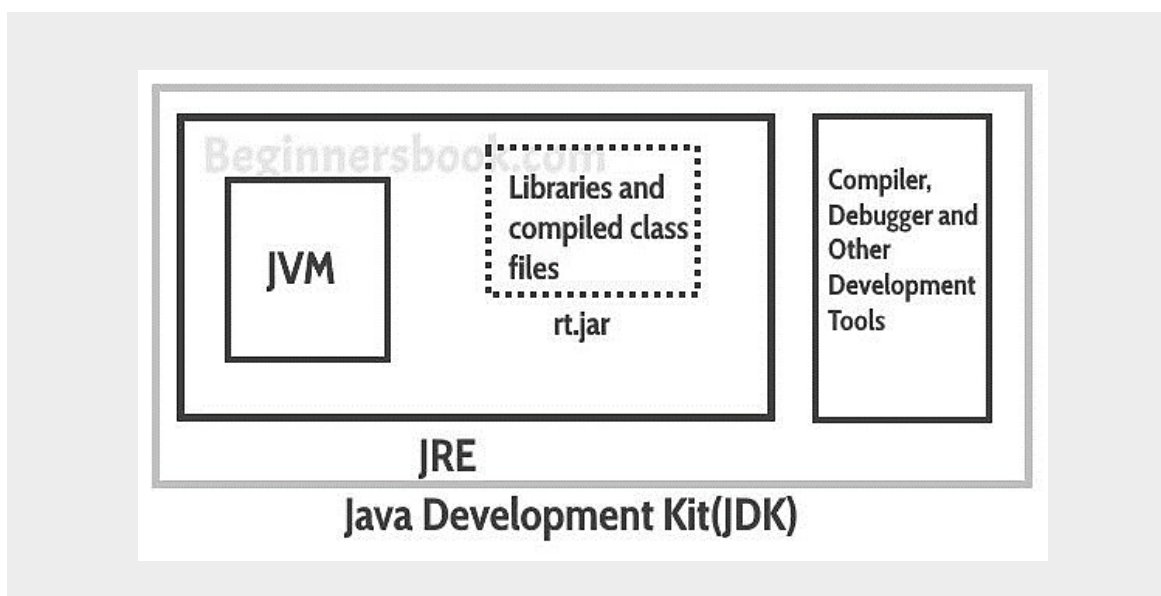 Beginnersbook.com
JVM
Libraries and
compiled class
files
rt.jar
Compiler,
Debugger and
Other
Development
Tools
JRE
Java Development Kit(JDK)